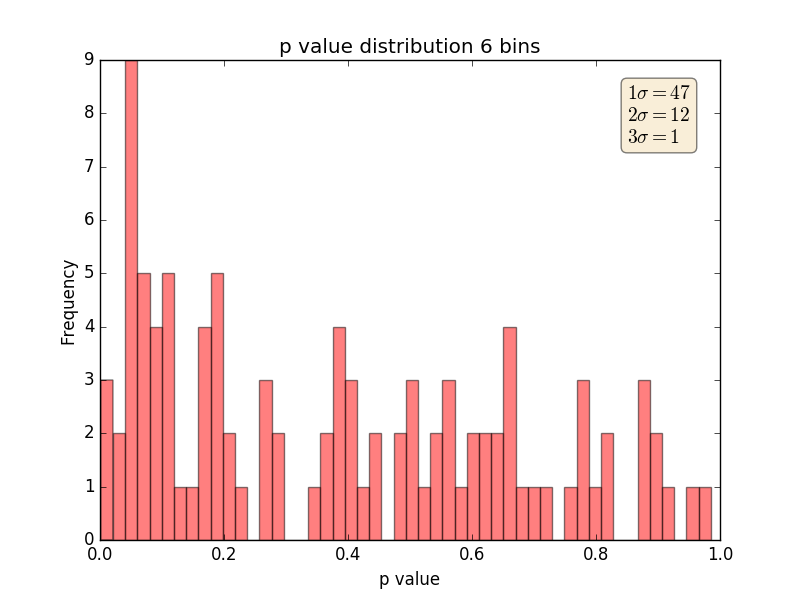 p value distribution 6 bins
1σ = 47
2σ = 12
3σ = 1
Frequency
9
8
7
6
5
4
3
2
1
0
0.0 0.2 0.4 0.6 0.8 1.0
p value